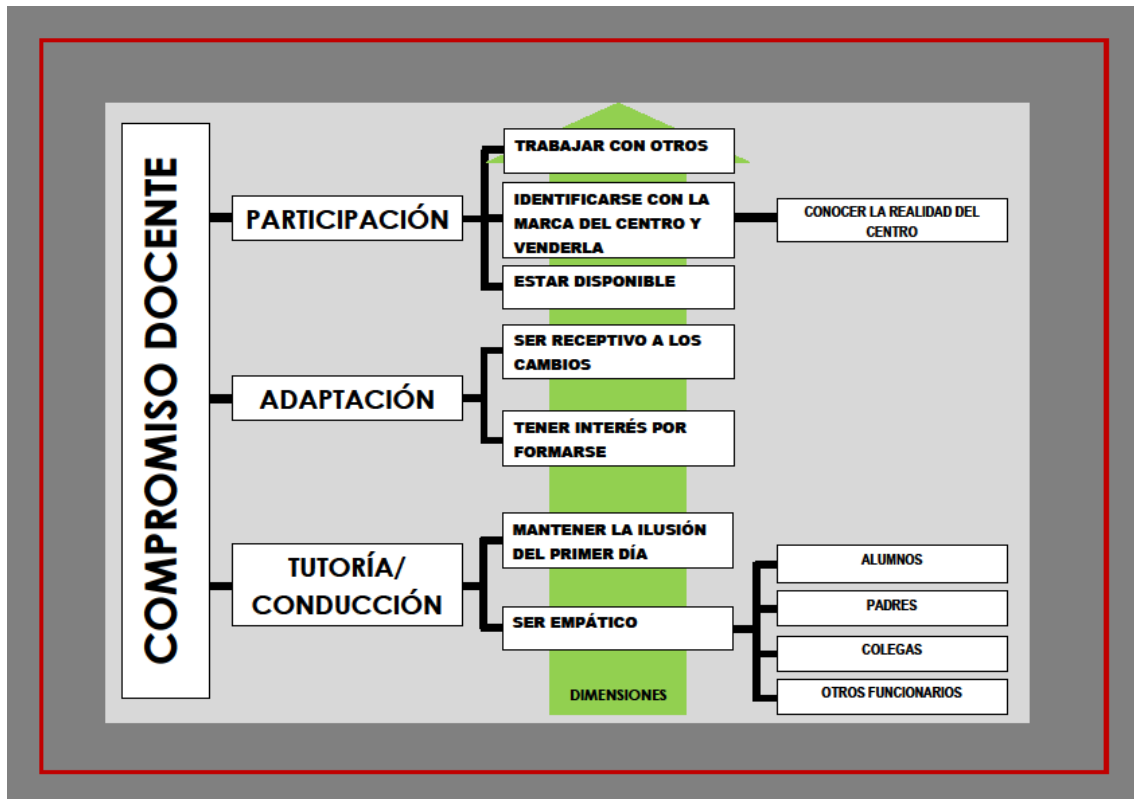 COMPROMISO DOCENTE
PARTICIPACIÓN
TRABAJAR CON OTROS
IDENTIFICARSE CON LA
MARCA DEL CENTRO Y
VENDERLA
CONOCER LA REALIDAD DEL
CENTRO
ESTAR DISPONIBLE
ADAPTACIÓN
SER RECEPTIVO A LOS
CAMBIOS
TENER INTERÉS POR
FORMARSE
TUTORÍA/
CONDUCCIÓN
MANTENER LA ILUSIÓN
DEL PRIMER DÍA
SER EMPÁTICO
ALUMNOS
PADRES
COLEGAS
OTROS FUNCIONARIOS
DIMENSIONES